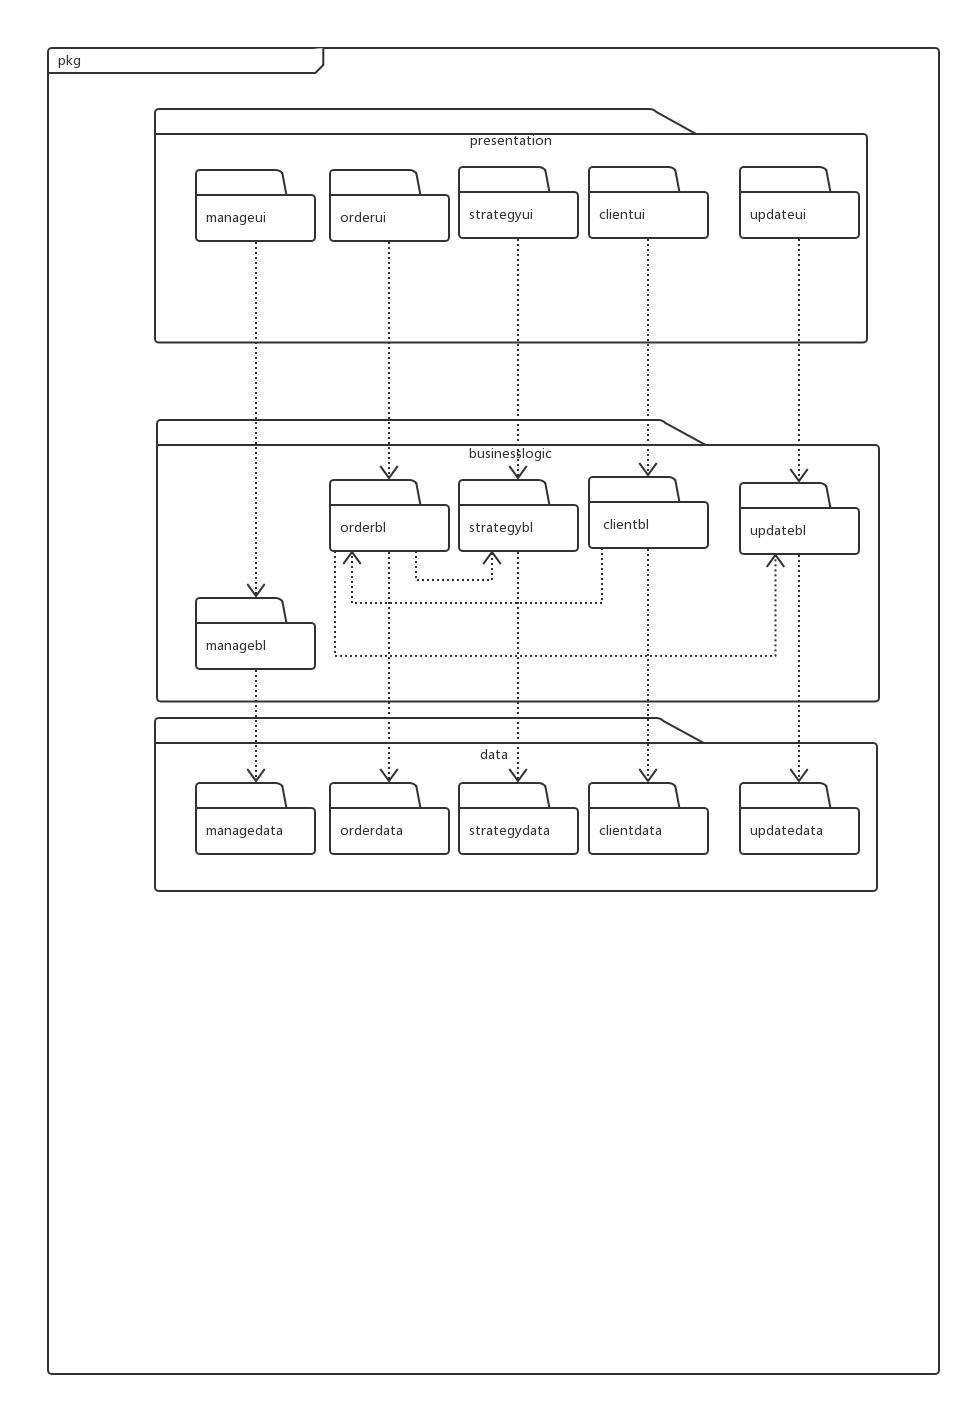 pkg
presentation
manageui
orderui
strategyui
clientui
updateui
businesslogic
orderbl
strategybl
clientbl
updatebl
managebl
data
managedata
orderdata
strategydata
clientdata
updatedata